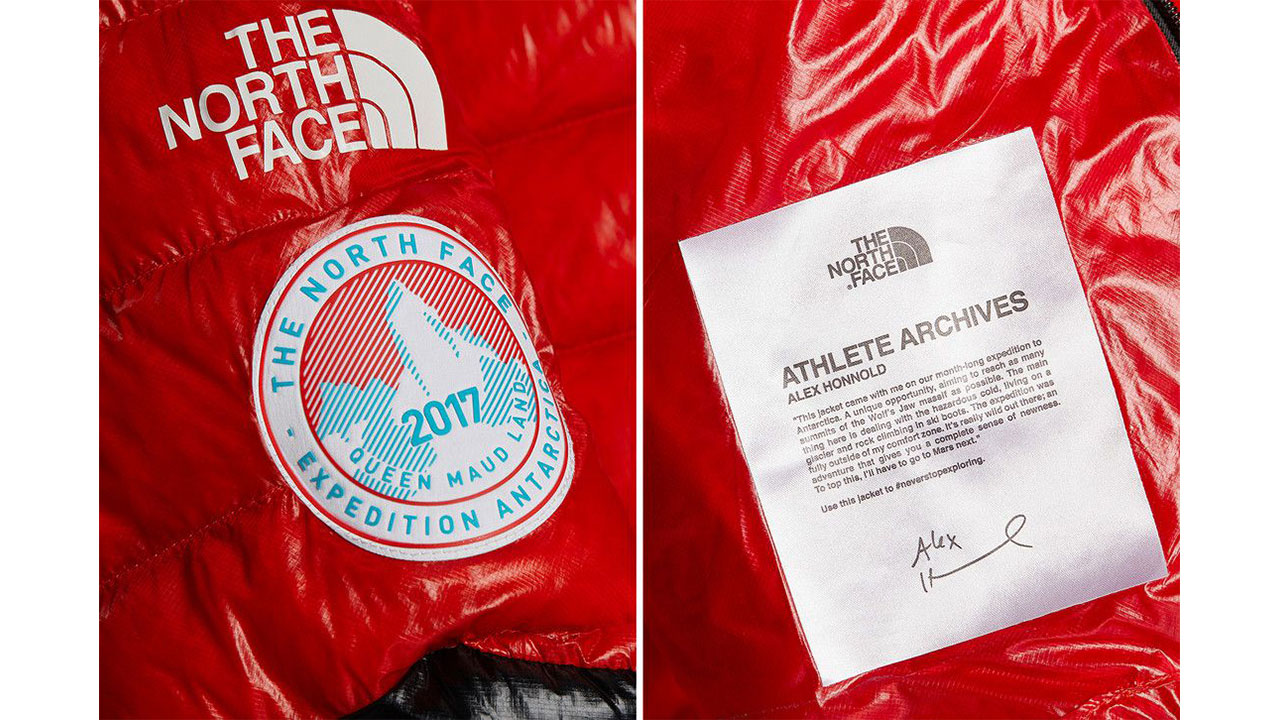 THE
NORTH
FACE
THE NORTH FACE
2017
QUEEN MAUD LAND
- EXPEDITION ANTARCTICA -
THE
NORTH
FACE
ATHLETE ARCHIVES
ALEX HONNOLD
"This jacket came with me on our month-long expedition to
Antarctica. A unique opportunity, aiming to reach as many
summits of the Wolf's Jaw massif as possible. The main
thing here is dealing with the hazardous cold, living on a
glacier and rock climbing in ski boots. The expedition was
fully outside of my comfort zone. It's really wild out there; an
adventure that gives you a complete sense of newness.
To top this, I'll have to go to Mars next."
Use this jacket to #neverstopexploring.
Alex
H